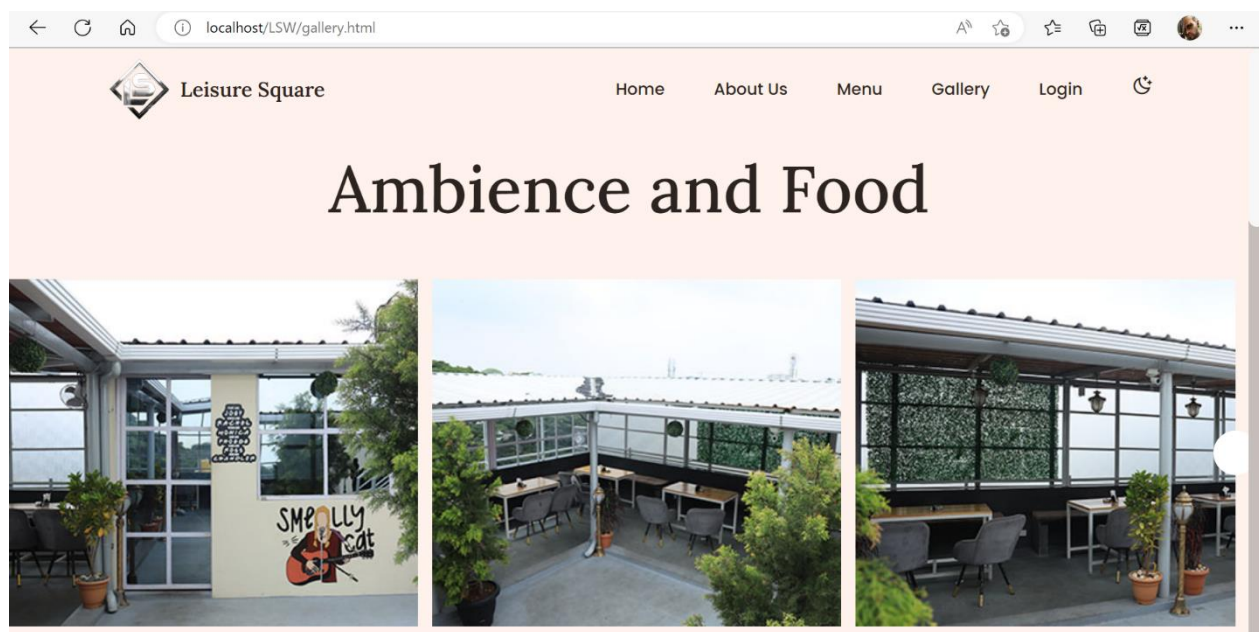 localhost/LSW/gallery.html
Leisure Square
Home About Us Menu Gallery Login
Ambience and Food
SMELLY
cat